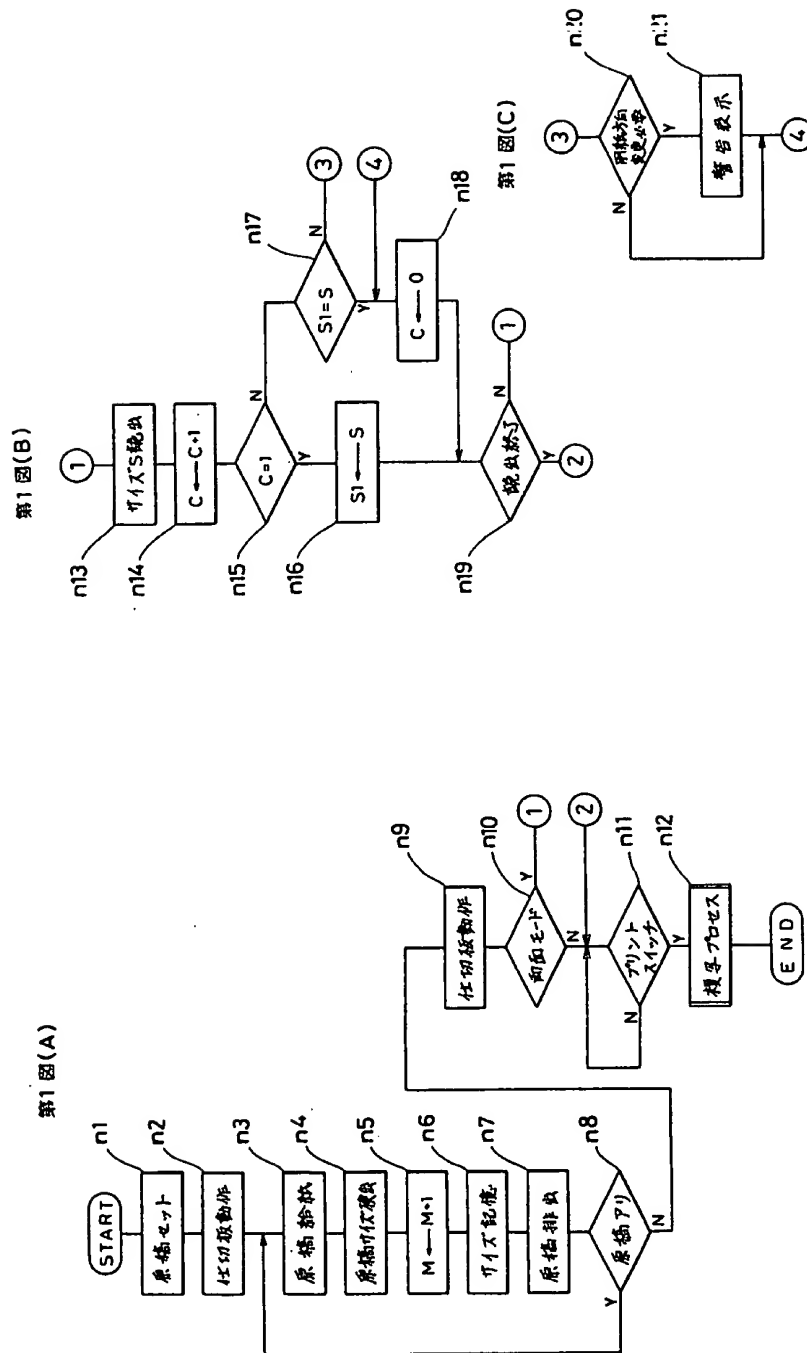 第1図(A)
START
n1
原稿セット
n2
仕切板動作
n3
原稿給紙
n4
原稿サイズ検出
n5
M←M+1
n6
サイズ記憶
n7
原稿排出
n8
原稿アリ
Y
N
n9
仕切板動作
n10
両面モード
Y
1
N
2
n11
プリント
スイッチ
N
Y
n12
複写プロセス
END
第1図(B)
1
n13
サイズS読出
n14
C←C+1
n15
C=1
N
Y
n16
S1←S
n17
S1=S
N
3
Y
4
n18
C←0
n19
読出終了
N
1
Y
2
第1図(C)
3
n20
用紙方向
変更必要
N
Y
n21
警告表示
4